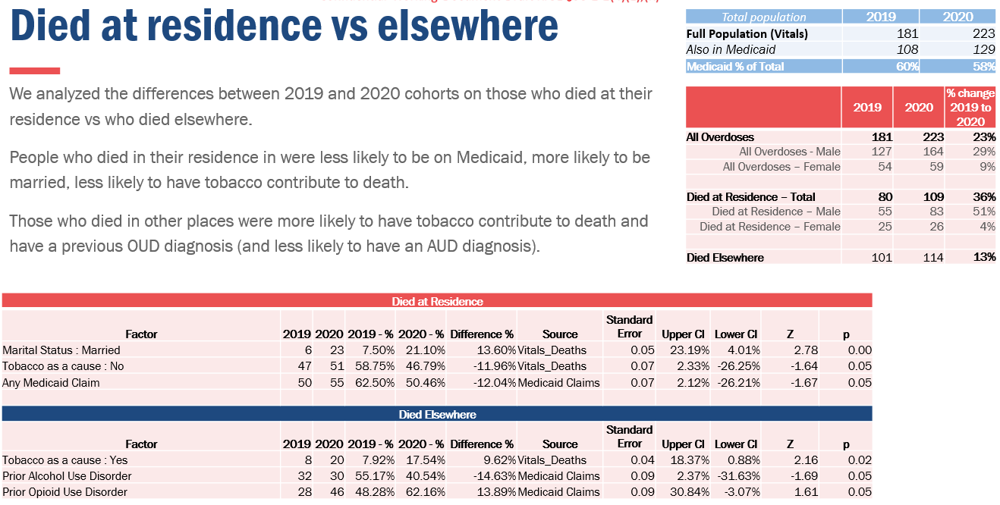 Died at residence vs elsewhere
We analyzed the differences between 2019 and 2020 cohorts on those who died at their
residence vs who died elsewhere.
People who died in their residence in were less likely to be on Medicaid, more likely to be
married, less likely to have tobacco contribute to death.
Those who died in other places were more likely to have tobacco contribute to death and
have a previous OUD diagnosis (and less likely to have an AUD diagnosis).
Total population 2019 2020
Full Population (Vitals) 181 223
Also in Medicaid 108 129
Medicaid % of Total 60% 58%
2019 2020 % change 2019 to 2020
All Overdoses 181 223 23%
All Overdoses - Male 127 164 29%
All Overdoses – Female 54 59 9%
Died at Residence – Total 80 109 36%
Died at Residence – Male 55 83 51%
Died at Residence – Female 25 26 4%
Died Elsewhere 101 114 13%
Died at Residence
Factor 2019 2020 2019 - % 2020 - % Difference % Source Standard Error Upper CI Lower CI Z p
Marital Status : Married 6 23 7.50% 21.10% 13.60% Vitals_Deaths 0.05 23.19% 4.01% 2.78 0.00
Tobacco as a cause : No 47 51 58.75% 46.79% -11.96% Vitals_Deaths 0.07 2.33% -26.25% -1.64 0.05
Any Medicaid Claim 50 55 62.50% 50.46% -12.04% Medicaid Claims 0.07 2.12% -26.21% -1.67 0.05
Died Elsewhere
Factor 2019 2020 2019 - % 2020 - % Difference % Source Standard Error Upper CI Lower CI Z p
Tobacco as a cause : Yes 8 20 7.92% 17.54% 9.62% Vitals_Deaths 0.04 18.37% 0.88% 2.16 0.02
Prior Alcohol Use Disorder 32 30 55.17% 40.54% -14.63% Medicaid Claims 0.09 2.37% -31.63% -1.69 0.05
Prior Opioid Use Disorder 28 46 48.28% 62.16% 13.89% Medicaid Claims 0.09 30.84% -3.07% 1.61 0.05